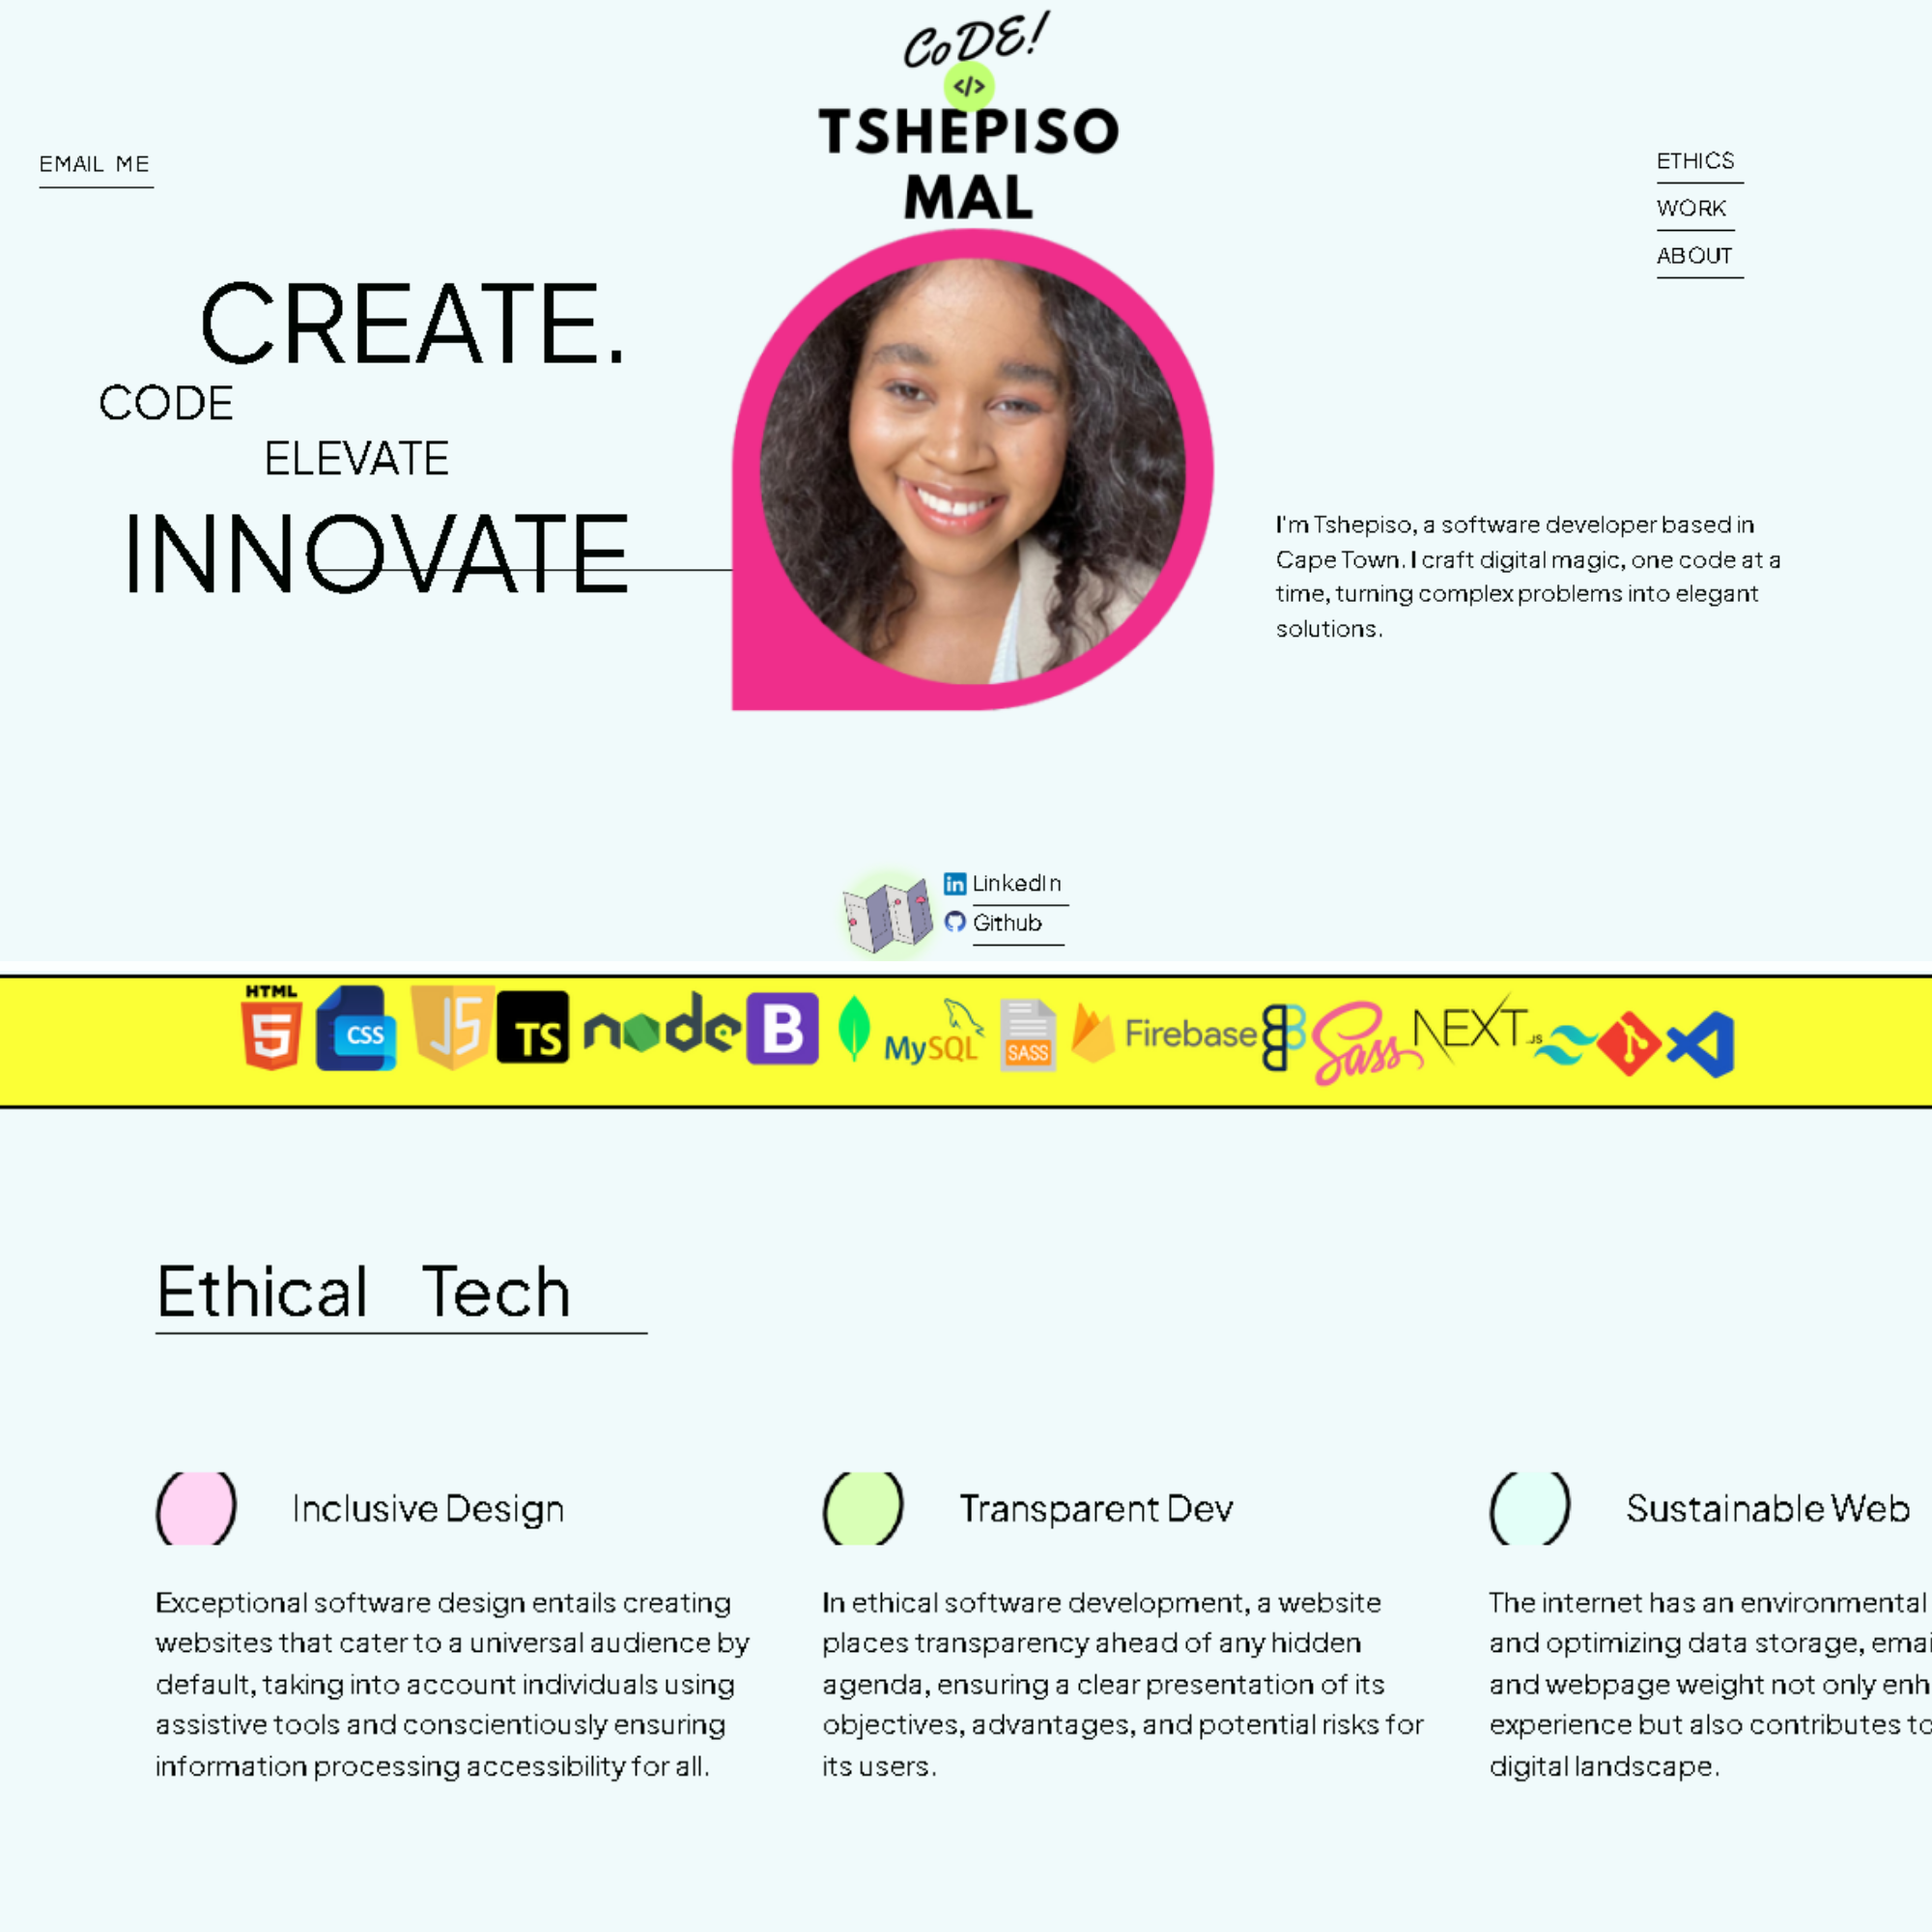 CoDE!
</>
TSHEPISO
MAL
EMAIL ME
ETHICS
WORK
ABOUT
CREATE.
CODE
ELEVATE
INNOVATE
I'm Tshepiso, a software developer based in
Cape Town. I craft digital magic, one code at a
time, turning complex problems into elegant
solutions.
in LinkedIn
Github
HTML
5
CSS
JS
TS
node
B
MySQL
SASS
Firebase
Sass
NEXT.JS
Ethical Tech
Inclusive Design
Exceptional software design entails creating
websites that cater to a universal audience by
default, taking into account individuals using
assistive tools and conscientiously ensuring
information processing accessibility for all.
Transparent Dev
In ethical software development, a website
places transparency ahead of any hidden
agenda, ensuring a clear presentation of its
objectives, advantages, and potential risks for
its users.
Sustainable Web
The internet has an environmental
and optimizing data storage, emai
and webpage weight not only enh
experience but also contributes to
digital landscape.